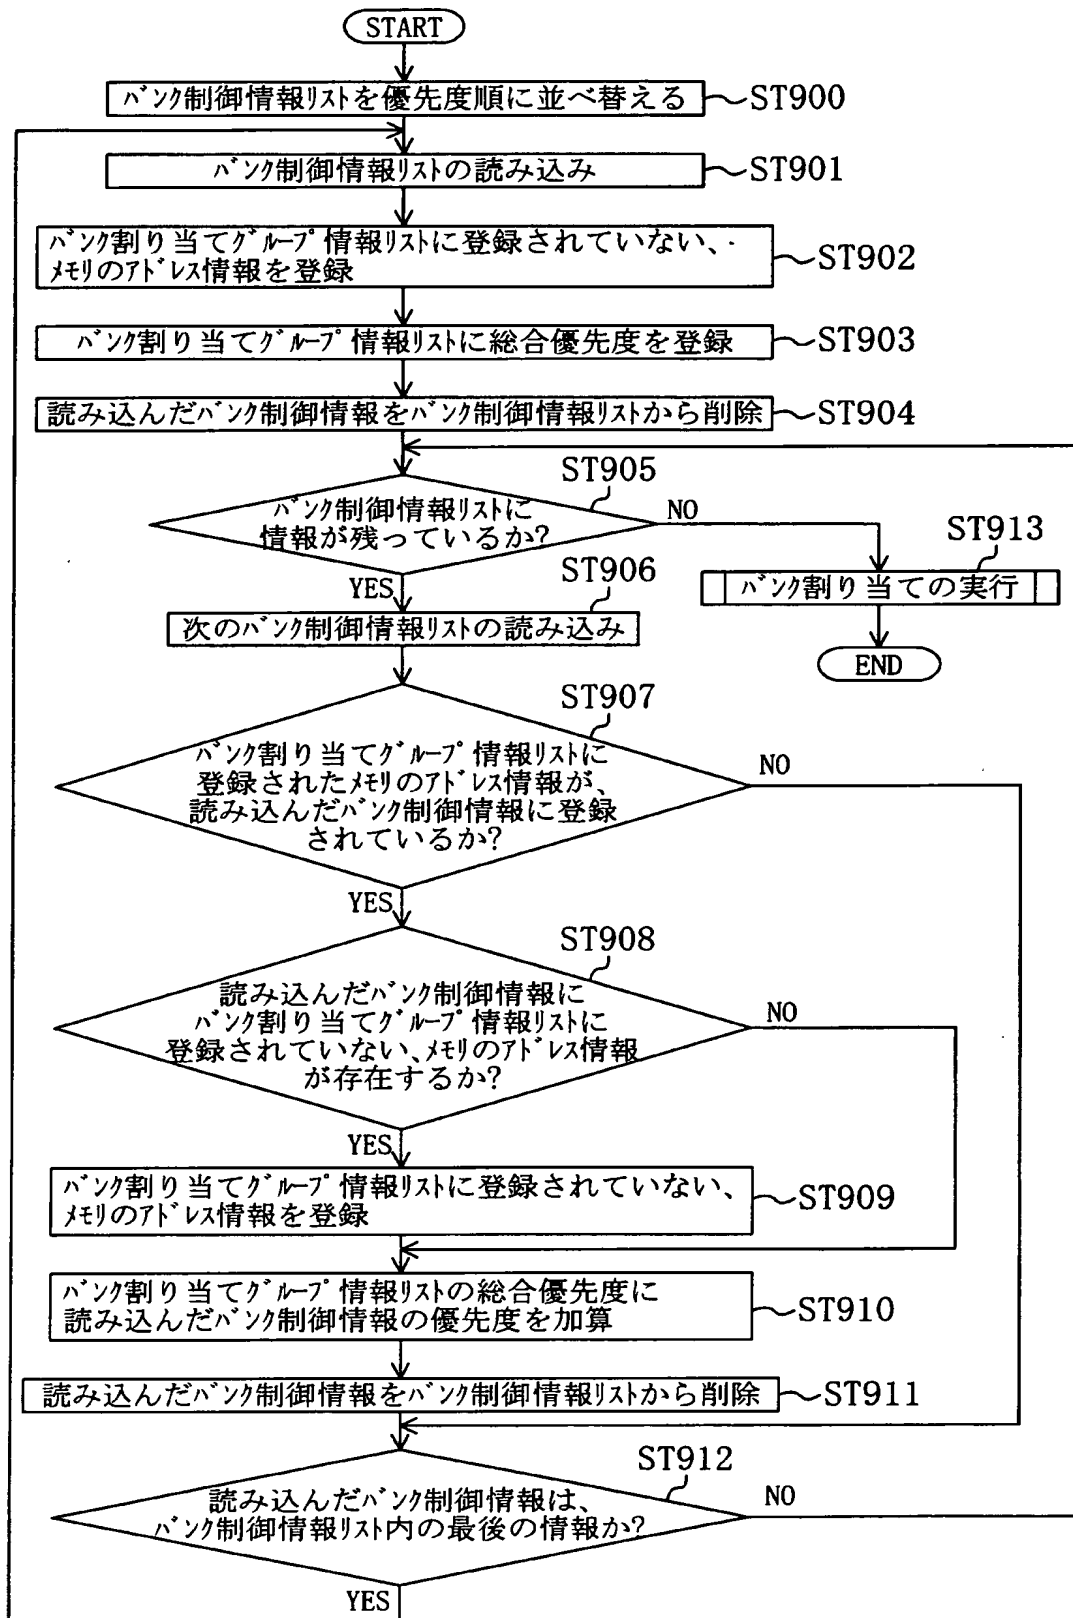 START
ﾊﾞﾝｸ制御情報ﾘｽﾄを優先度順に並べ替える
ST900
ﾊﾞﾝｸ制御情報ﾘｽﾄの読み込み
ST901
ﾊﾞﾝｸ割り当てｸﾞﾙｰﾌﾟ情報ﾘｽﾄに登録されていない、
ﾒﾓﾘのｱﾄﾞﾚｽ情報を登録
ST902
ﾊﾞﾝｸ割り当てｸﾞﾙｰﾌﾟ情報ﾘｽﾄに総合優先度を登録
ST903
読み込んだﾊﾞﾝｸ制御情報をﾊﾞﾝｸ制御情報ﾘｽﾄから削除
ST904
ST905
ﾊﾞﾝｸ制御情報ﾘｽﾄに
情報が残っているか?
NO
YES
ST913
ﾊﾞﾝｸ割り当ての実行
END
ST906
次のﾊﾞﾝｸ制御情報ﾘｽﾄの読み込み
ST907
ﾊﾞﾝｸ割り当てｸﾞﾙｰﾌﾟ情報ﾘｽﾄに
登録されたﾒﾓﾘのｱﾄﾞﾚｽ情報が、
読み込んだﾊﾞﾝｸ制御情報に登録
されているか?
NO
YES
ST908
読み込んだﾊﾞﾝｸ制御情報に
ﾊﾞﾝｸ割り当てｸﾞﾙｰﾌﾟ情報ﾘｽﾄに
登録されていない､ﾒﾓﾘのｱﾄﾞﾚｽ情報
が存在するか?
NO
YES
ﾊﾞﾝｸ割り当てｸﾞﾙｰﾌﾟ情報ﾘｽﾄに登録されていない、
ﾒﾓﾘのｱﾄﾞﾚｽ情報を登録
ST909
ﾊﾞﾝｸ割り当てｸﾞﾙｰﾌﾟ情報ﾘｽﾄの総合優先度に
読み込んだﾊﾞﾝｸ制御情報の優先度を加算
ST910
読み込んだﾊﾞﾝｸ制御情報をﾊﾞﾝｸ制御情報ﾘｽﾄから削除
ST911
ST912
読み込んだﾊﾞﾝｸ制御情報は、
ﾊﾞﾝｸ制御情報ﾘｽﾄ内の最後の情報か?
NO
YES